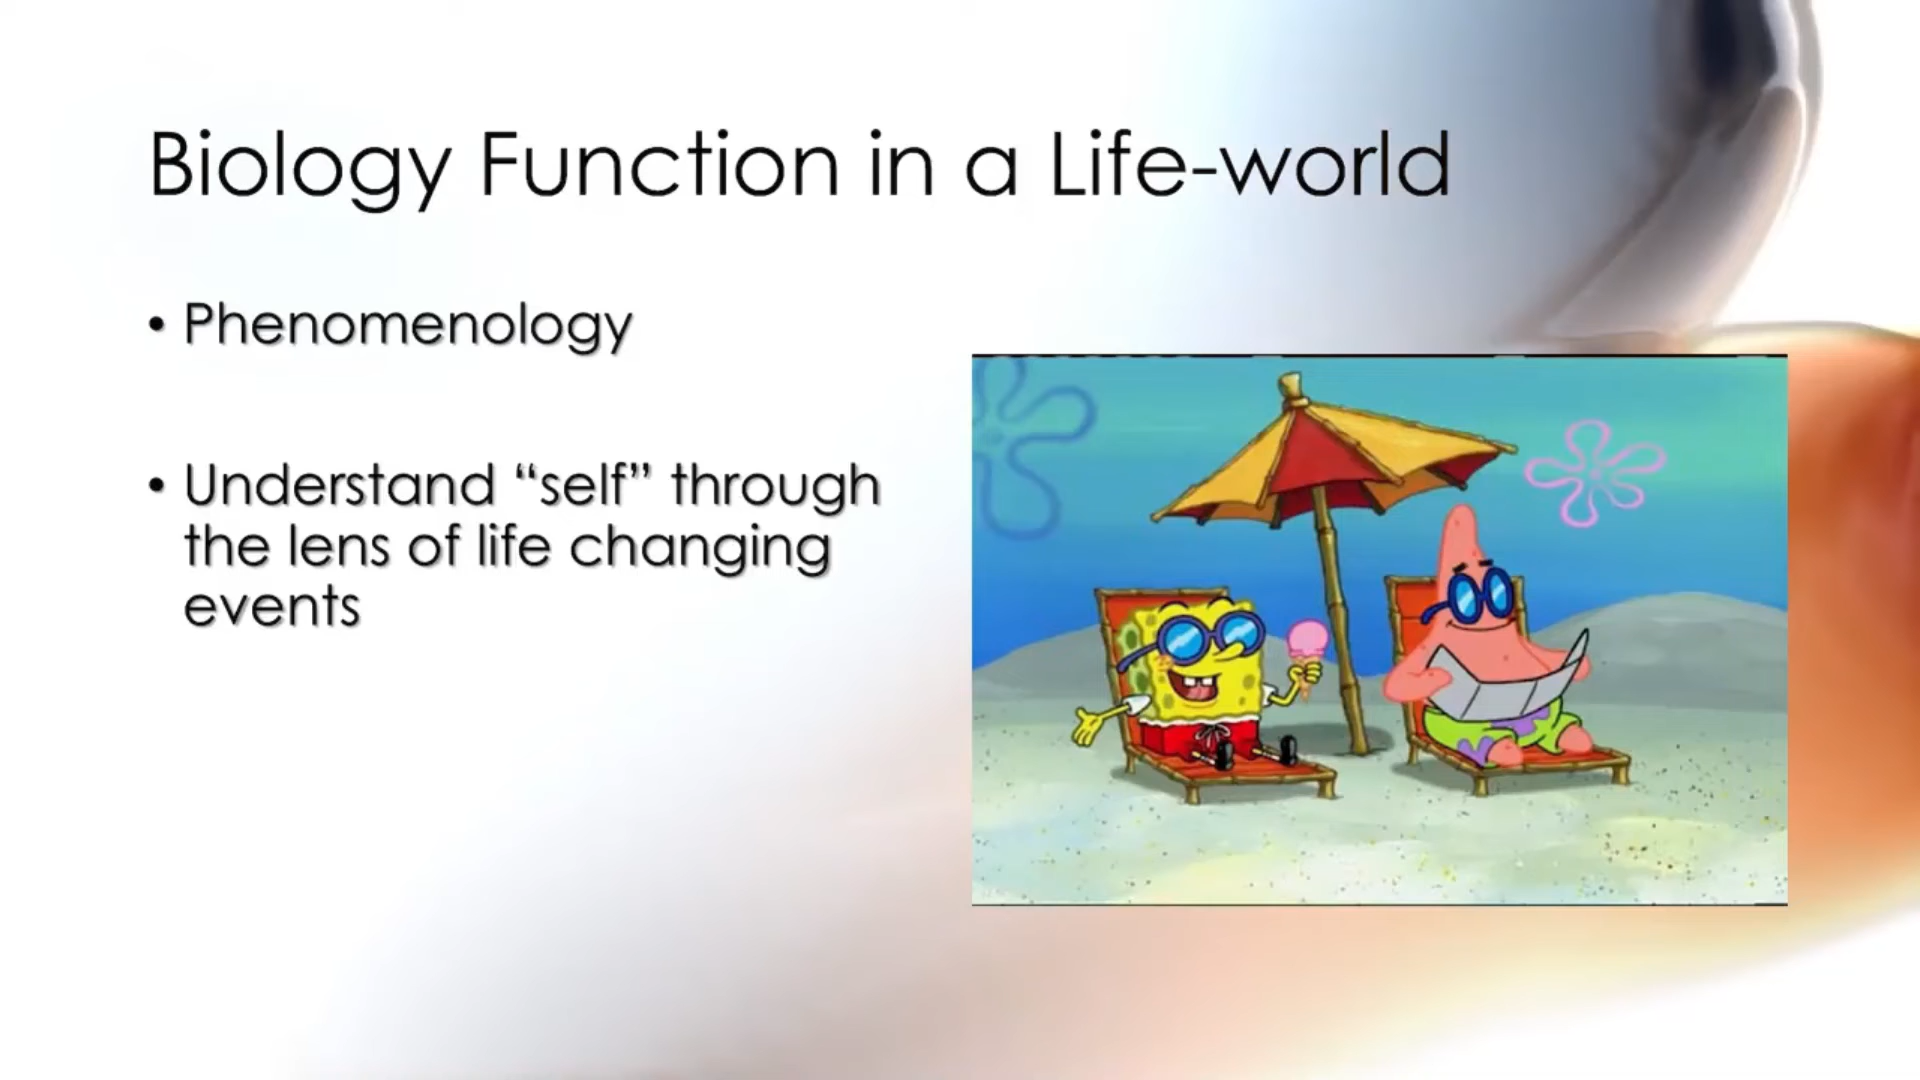 Biology Function in a Life-world
• Phenomenology
• Understand “self” through
the lens of life changing
events